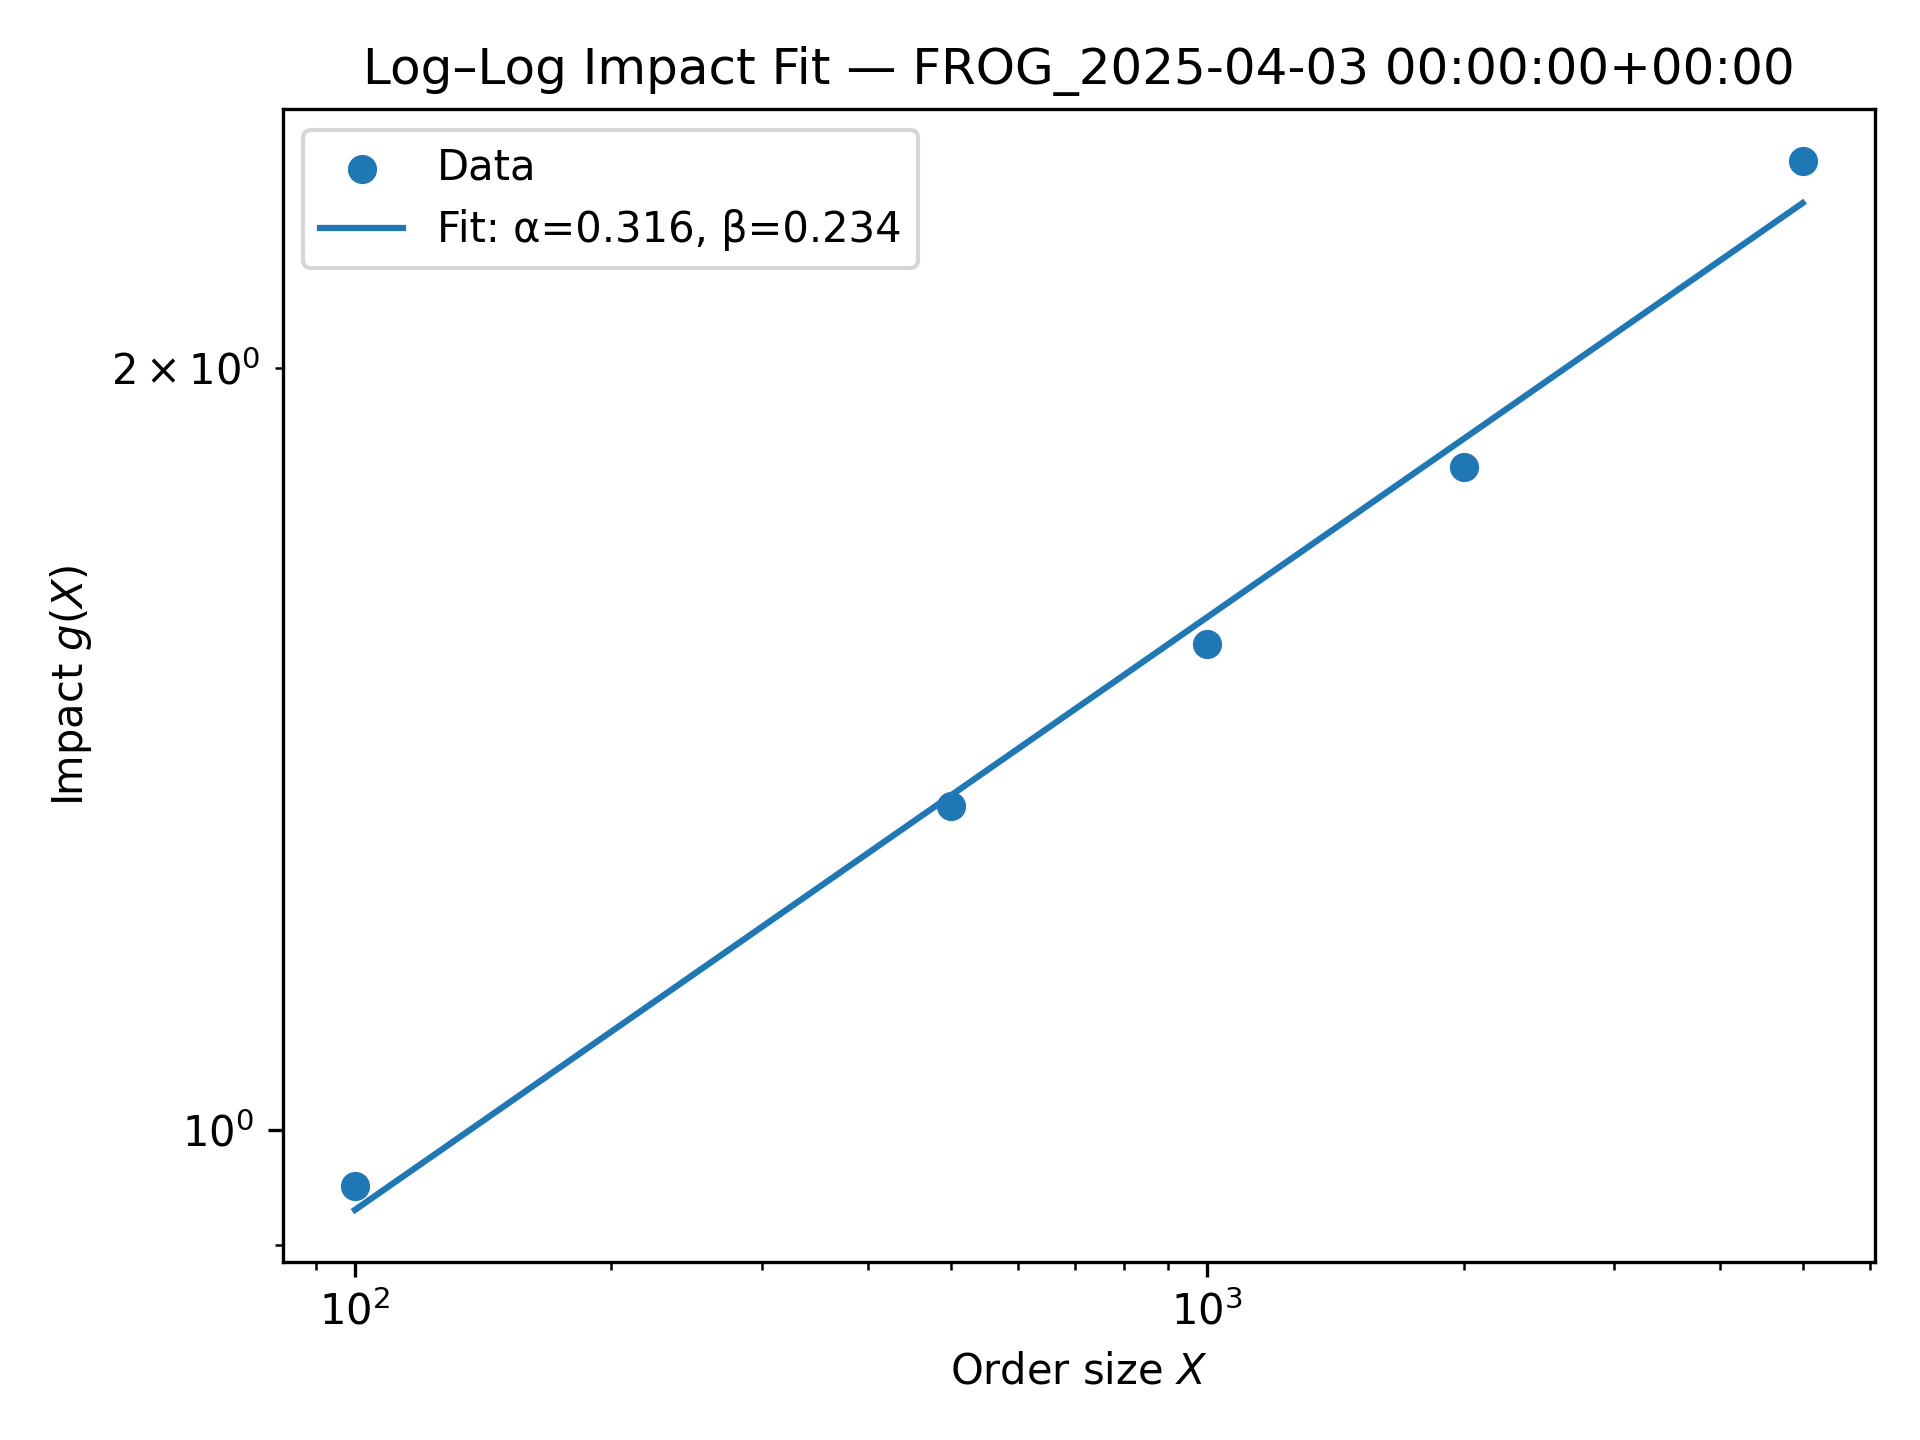 Log–Log Impact Fit — FROG_2025-04-03 00:00:00+00:00
Data
Fit: α=0.316, β=0.234
2 × 10⁰
10⁰
Impact g(X)
10² 10³
Order size X